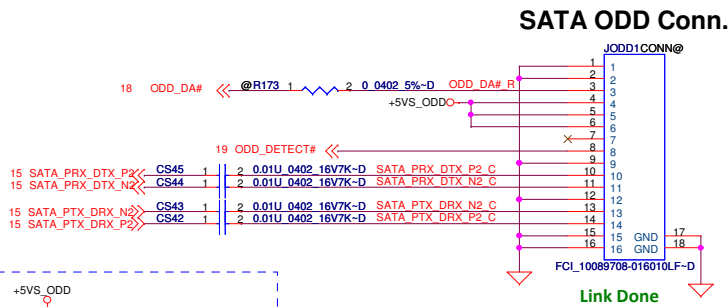 SATA ODD Conn.
JODD1CONN@
1 1
2 2
18 ODD_DA# @R173 1 2 0_0402_5%~D ODD_DA#_R 3 3
+5VS_ODD 4 4
5 5
6 6
7 7
19 ODD_DETECT# 8 8
9 9
15 SATA_PRX_DTX_P2 CS45 1 2 0.01U_0402_16V7K~D SATA_PRX_DTX_P2_C 10 10
15 SATA_PRX_DTX_N2 CS44 1 2 0.01U_0402_16V7K~D SATA_PRX_DTX_N2_C 11 11
12 12
15 SATA_PTX_DRX_N2 CS43 1 2 0.01U_0402_16V7K~D SATA_PTX_DRX_N2_C 13 13
15 SATA_PTX_DRX_P2 CS42 1 2 0.01U_0402_16V7K~D SATA_PTX_DRX_P2_C 14 14
15 15 GND 17
16 16 GND 18
FCI_10089708-016010LF~D
+5VS_ODD
Link Done